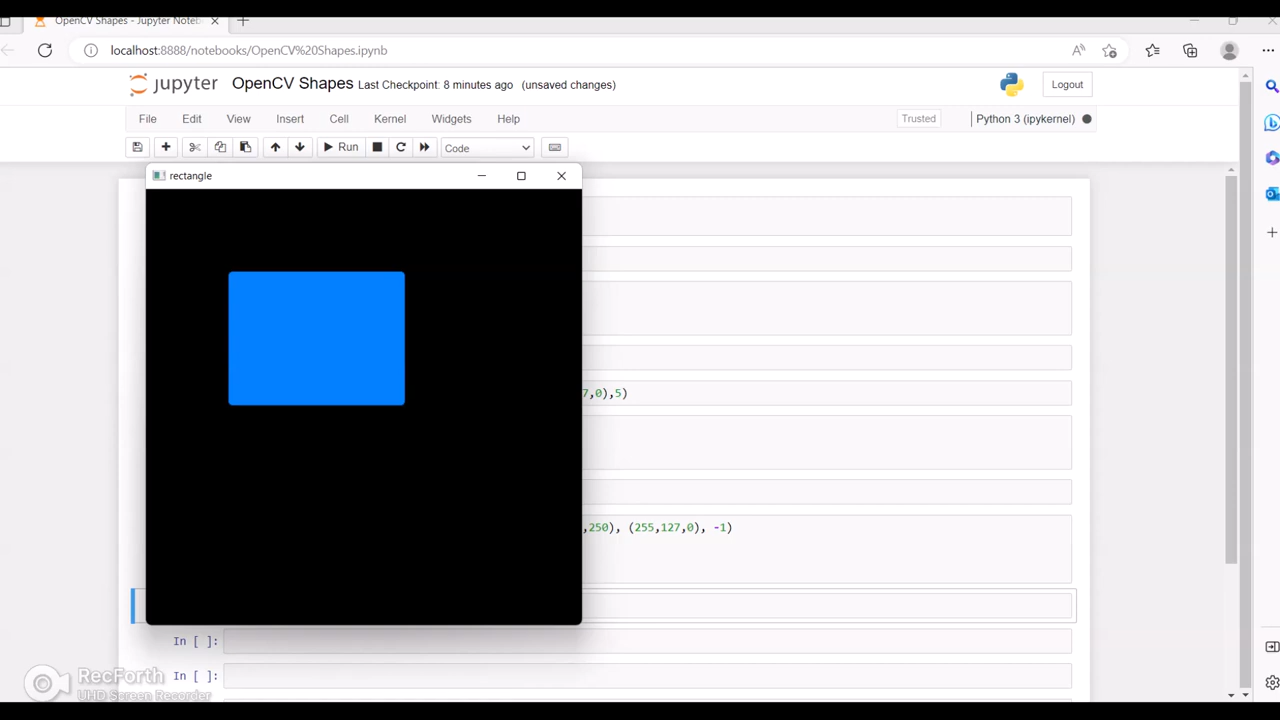 OpenCV Shapes - Jupyter Notebo
localhost:8888/notebooks/OpenCV%20Shapes.ipynb
jupyter OpenCV Shapes Last Checkpoint: 8 minutes ago (unsaved changes)
Logout
File Edit View Insert Cell Kernel Widgets Help
Trusted
Python 3 (ipykernel)
Run
Code
rectangle
7,0),5)
,250), (255,127,0), -1)
In [ ]:
In [ ]:
RecForth
UHD Screen Recorder